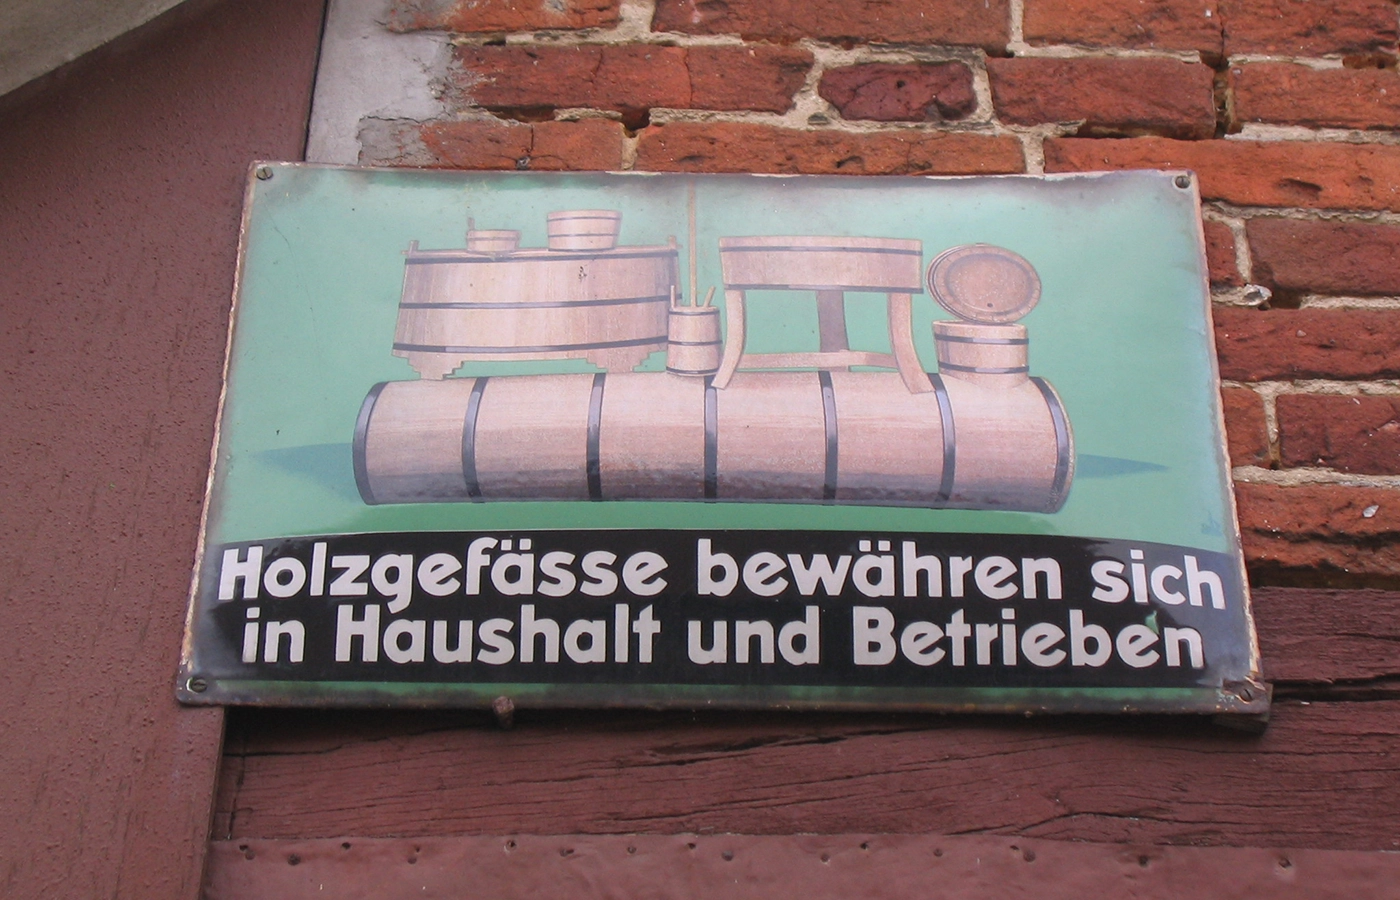 Holzgefässe bewähren sich
in Haushalt und Betrieben